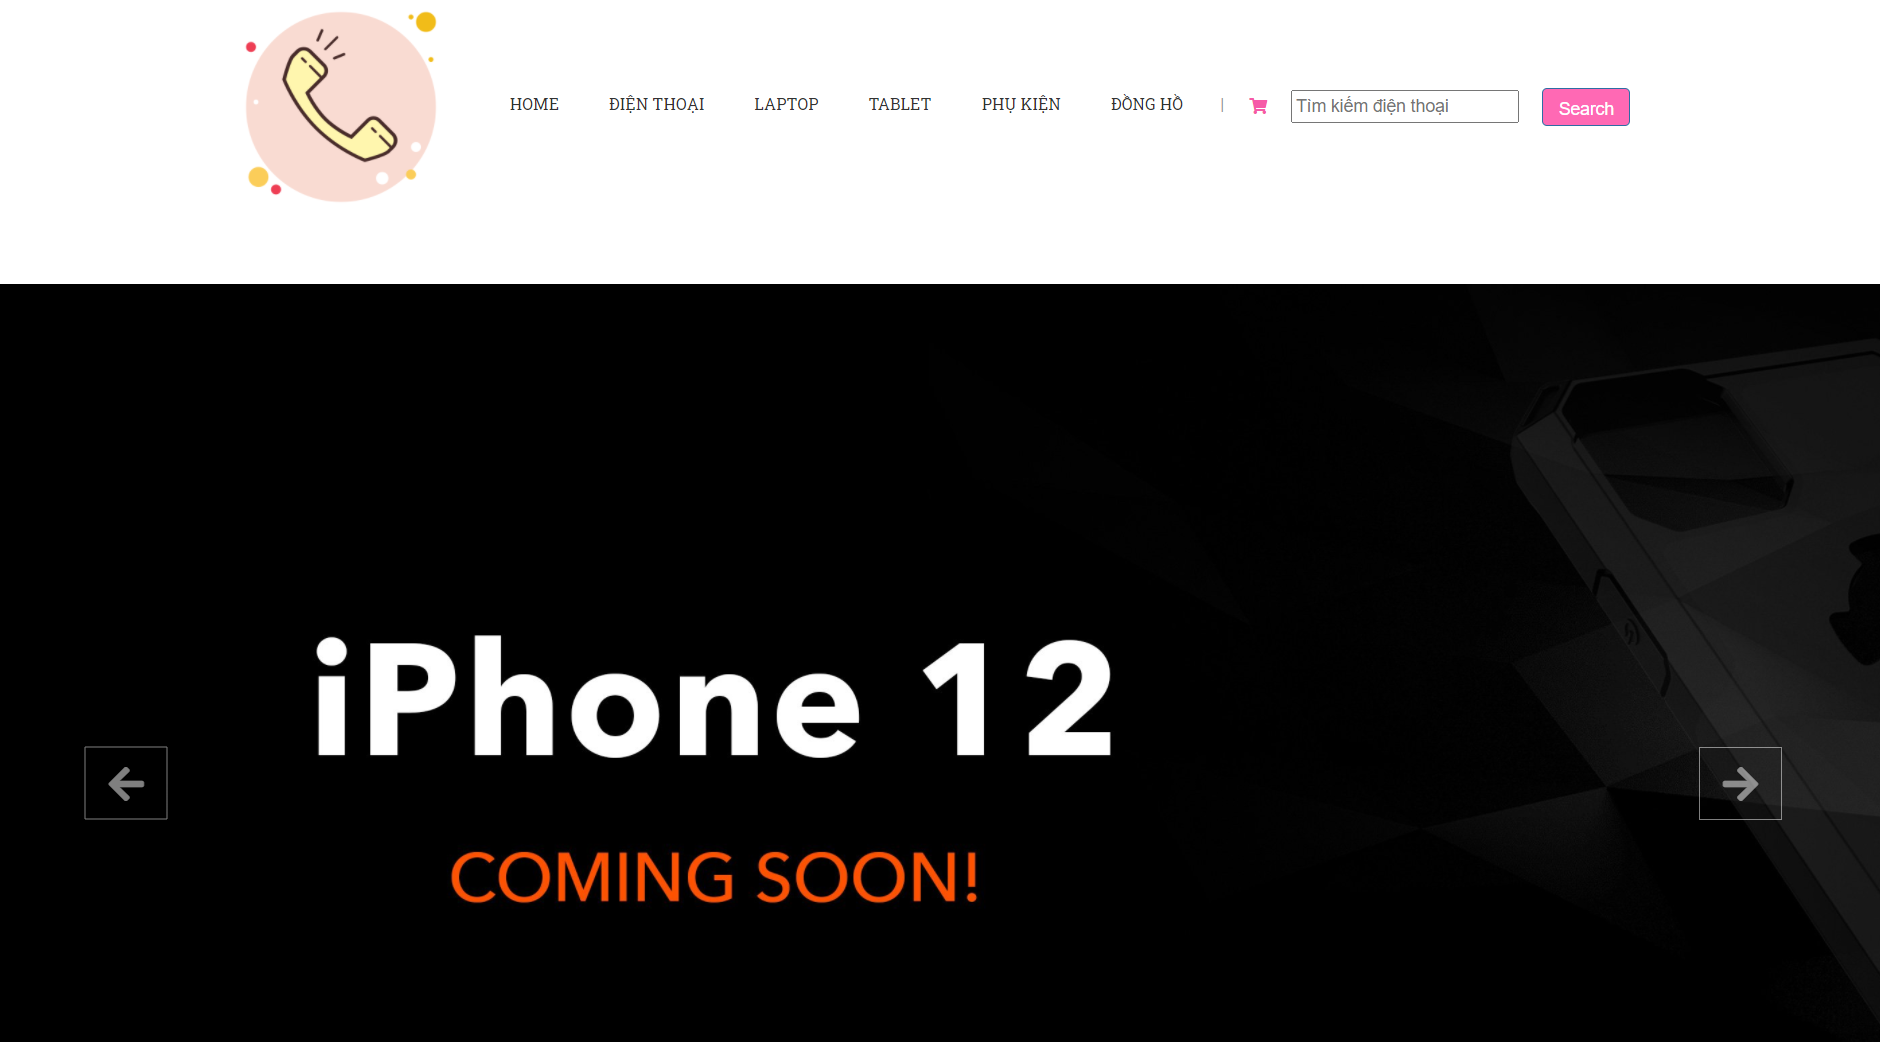 HOME ĐIỆN THOẠI LAPTOP TABLET PHỤ KIỆN ĐỒNG HỒ | Tìm kiếm điện thoại Search
iPhone 12
COMING SOON!